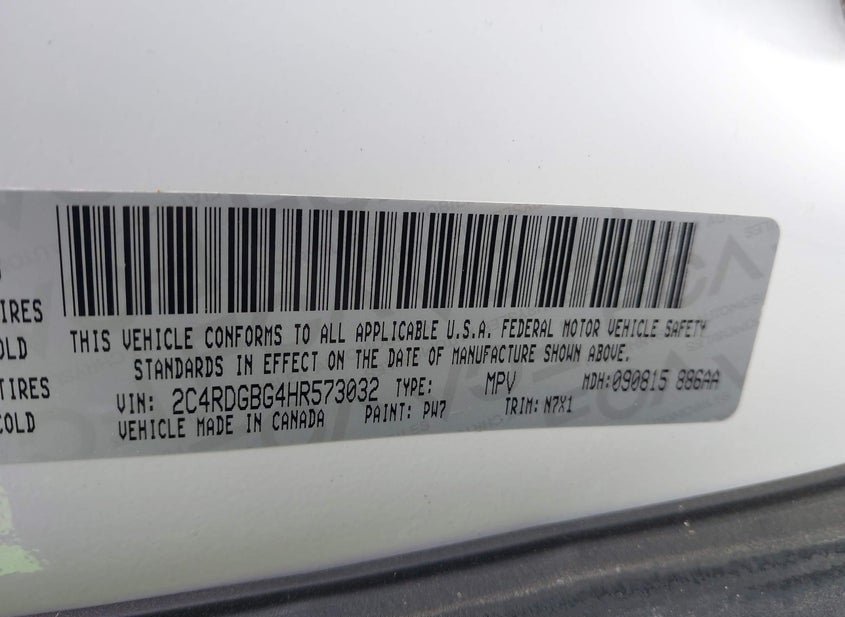 IRES
OLD
TIRES
COLD
THIS VEHICLE CONFORMS TO ALL APPLICABLE U.S.A. FEDERAL MOTOR VEHICLE SAFETY
STANDARDS IN EFFECT ON THE DATE OF MANUFACTURE SHOWN ABOVE.
VIN: 2C4RDGBG4HR573032 TYPE: MPV MDH:090815 886AA
VEHICLE MADE IN CANADA PAINT: PW7 TRIM: N7X1